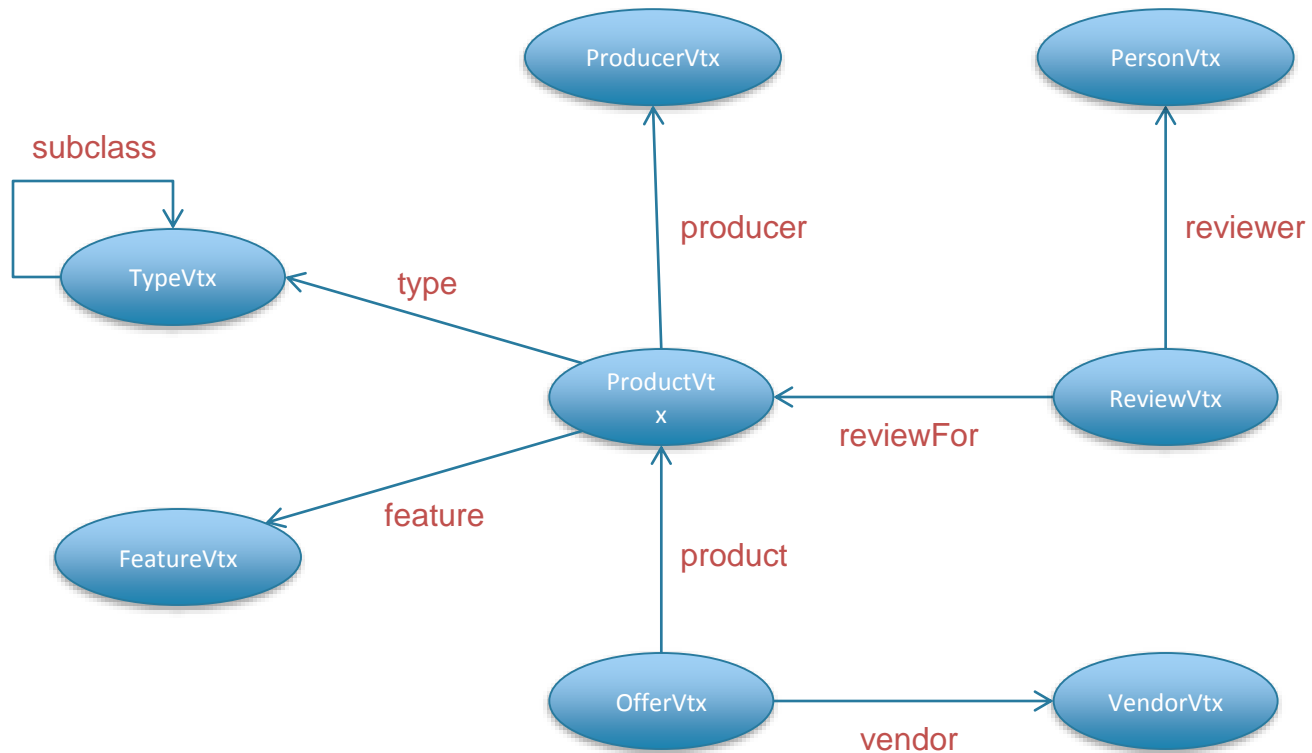 ProducerVtx
PersonVtx
subclass
producer
reviewer
TypeVtx
type
ProductVt
x
ReviewVtx
reviewFor
feature
FeatureVtx
product
OfferVtx
VendorVtx
vendor